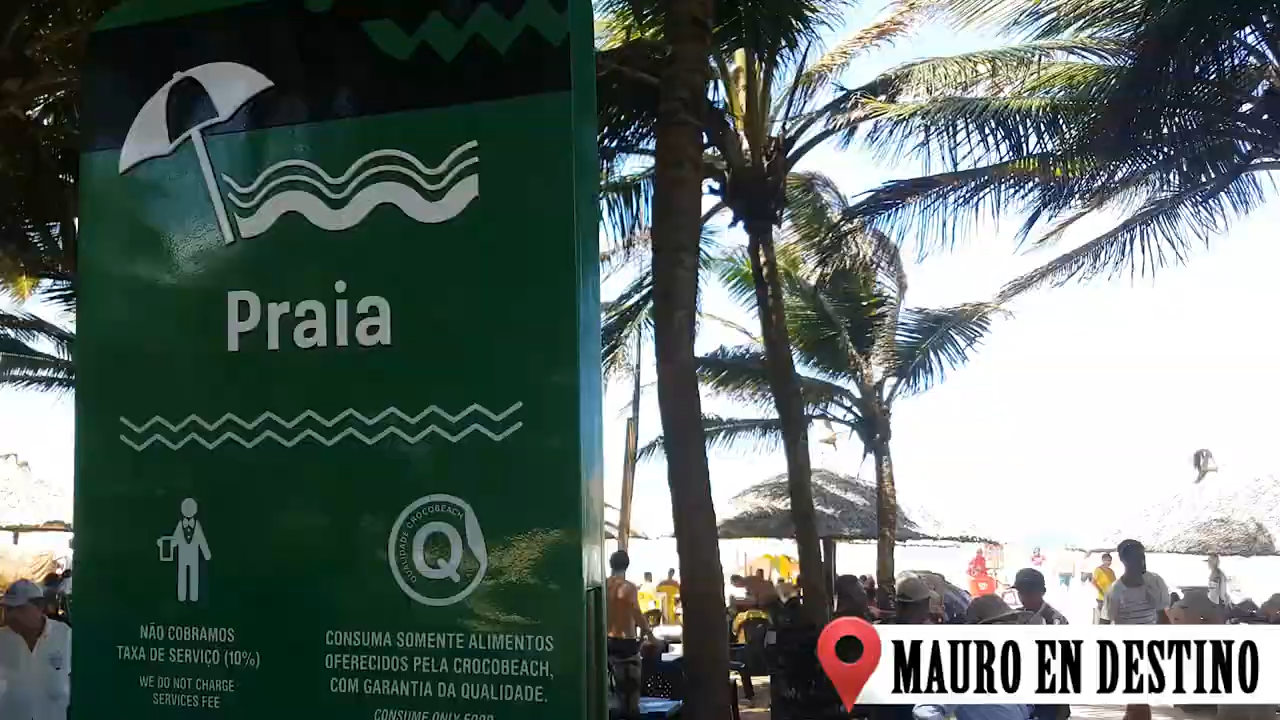 Praia
QUALIDADE CROCOBEACH
Q
NÃO COBRAMOS
TAXA DE SERVIÇO (10%)
WE DO NOT CHARGE
SERVICES FEE
CONSUMA SOMENTE ALIMENTOS
OFERECIDOS PELA CROCOBEACH,
COM GARANTIA DA QUALIDADE.
CONSUME ONLY FOOD
MAURO EN DESTINO